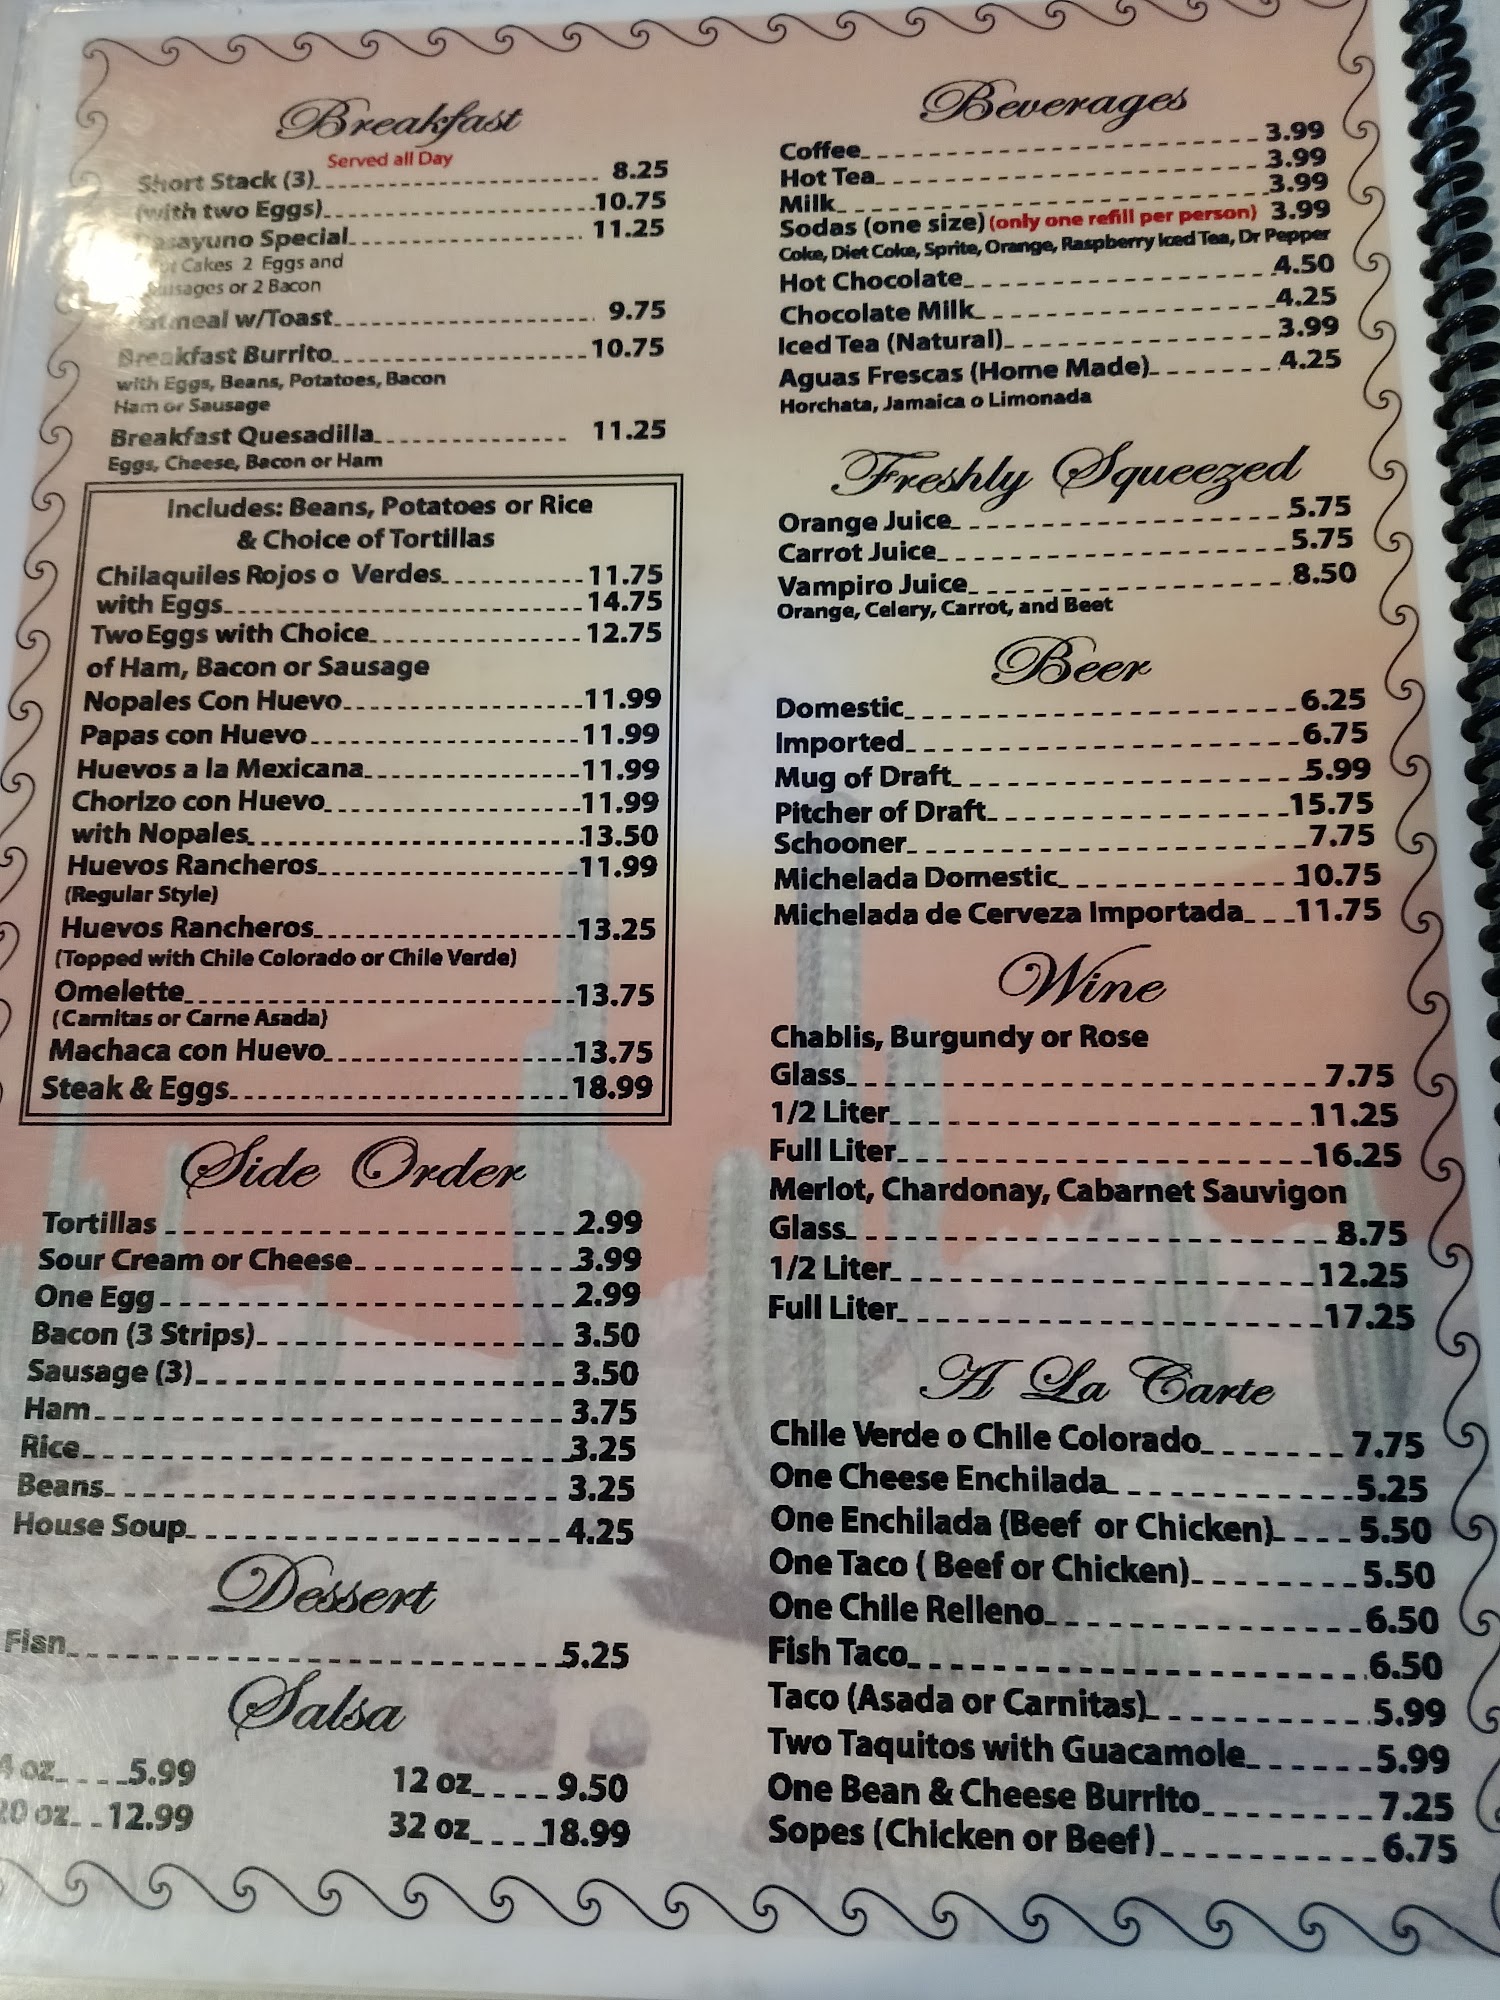 Breakfast
Served all Day
Short Stack (3) 8.25
(with two Eggs) 10.75
Special 11.25
Cakes 2 Eggs and
or 2 Bacon
w/Toast 9.75
Breakfast Burrito 10.75
with Eggs, Beans, Potatoes, Bacon
Ham or Sausage
Breakfast Quesadilla 11.25
Eggs, Cheese, Bacon or Ham
Includes: Beans, Potatoes or Rice
& Choice of Tortillas
Chilaquiles Rojos o Verdes 11.75
with Eggs 14.75
Two Eggs with Choice 12.75
of Ham, Bacon or Sausage
Nopales Con Huevo 11.99
Papas con Huevo 11.99
Huevos a la Mexicana 11.99
Chorizo con Huevo 11.99
with Nopales 13.50
Huevos Rancheros 11.99
(Regular Style)
Huevos Rancheros 13.25
(Topped with Chile Colorado or Chile Verde)
Omelette 13.75
(Carnitas or Carne Asada)
Machaca con Huevo 13.75
Steak & Eggs 18.99
Side Order
Tortillas 2.99
Sour Cream or Cheese 3.99
One Egg 2.99
Bacon (3 Strips) 3.50
Sausage (3) 3.50
Ham 3.75
Rice 3.25
Beans 3.25
House Soup 4.25
Dessert
Flan 5.25
Salsa
4 oz 5.99 12 oz 9.50
20 oz 12.99 32 oz 18.99
Beverages
Coffee 3.99
Hot Tea 3.99
Milk 3.99
Sodas (one size) (only one refill per person) 3.99
Coke, Diet Coke, Sprite, Orange, Raspberry Iced Tea, Dr Pepper
Hot Chocolate 4.50
Chocolate Milk 4.25
Iced Tea (Natural) 3.99
Aguas Frescas (Home Made) 4.25
Horchata, Jamaica o Limonada
Freshly Squeezed
Orange Juice 5.75
Carrot Juice 5.75
Vampiro Juice 8.50
Orange, Celery, Carrot, and Beet
Beer
Domestic 6.25
Imported 6.75
Mug of Draft 5.99
Pitcher of Draft 15.75
Schooner 7.75
Michelada Domestic 10.75
Michelada de Cerveza Importada 11.75
Wine
Chablis, Burgundy or Rose
Glass 7.75
1/2 Liter 11.25
Full Liter 16.25
Merlot, Chardonay, Cabarnet Sauvigon
Glass 8.75
1/2 Liter 12.25
Full Liter 17.25
A La Carte
Chile Verde o Chile Colorado 7.75
One Cheese Enchilada 5.25
One Enchilada (Beef or Chicken) 5.50
One Taco ( Beef or Chicken) 5.50
One Chile Relleno 6.50
Fish Taco 6.50
Taco (Asada or Carnitas) 5.99
Two Taquitos with Guacamole 5.99
One Bean & Cheese Burrito 7.25
Sopes (Chicken or Beef) 6.75